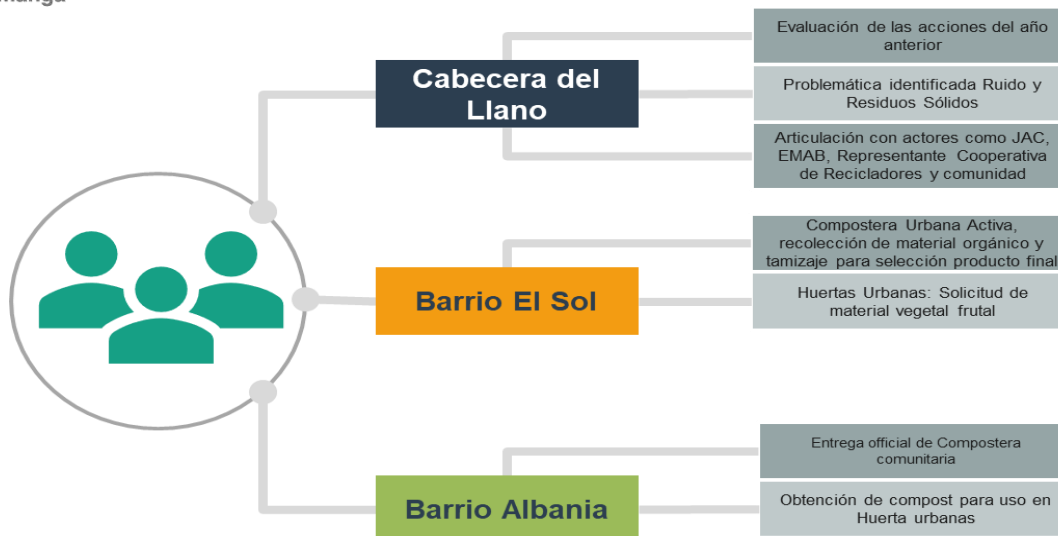 Evaluación de las acciones del año
anterior
Cabecera del
Llano
Problemática identificada Ruido y
Residuos Sólidos
Articulación con actores como JAC,
EMAB, Representante Cooperativa
de Recicladores y comunidad
Compostera Urbana Activa,
recolección de material orgánico y
tamizaje para selección producto final
Barrio El Sol
Huertas Urbanas: Solicitud de
material vegetal frutal
Entrega official de Compostera
comunitaria
Barrio Albania
Obtención de compost para uso en
Huerta urbanas